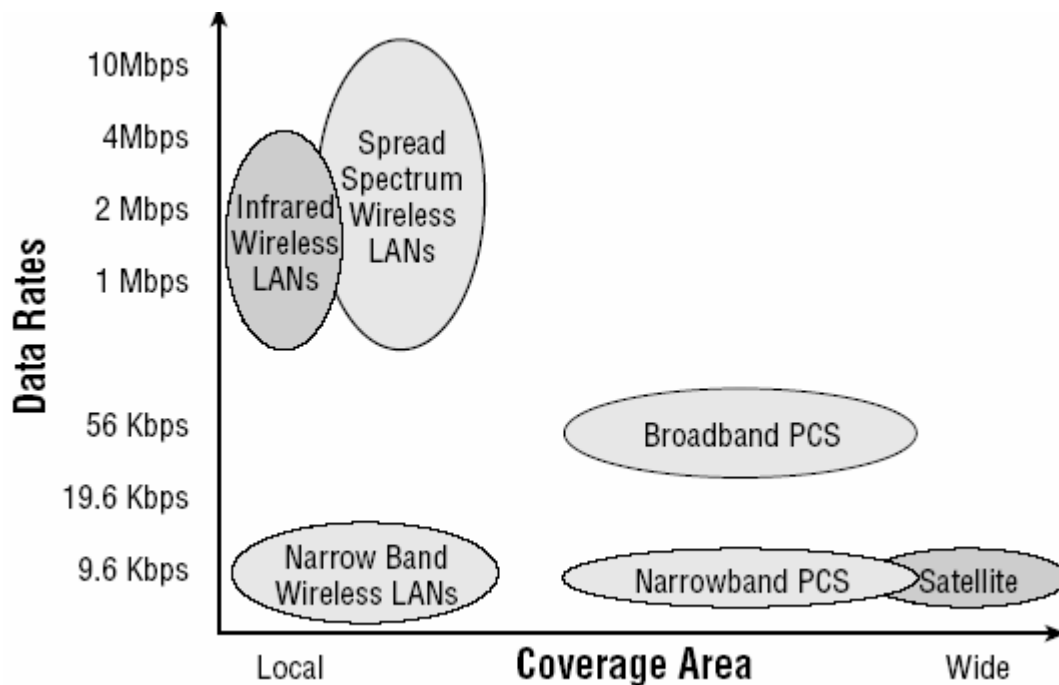 10Mbps
4Mbps
2 Mbps
1 Mbps
56 Kbps
19.6 Kbps
9.6 Kbps
Data Rates
Spread
Spectrum
Wireless
LANs
Infrared
Wireless
LANs
Broadband PCS
Narrow Band
Wireless LANs
Narrowband PCS
Satellite
Local
Coverage Area
Wide